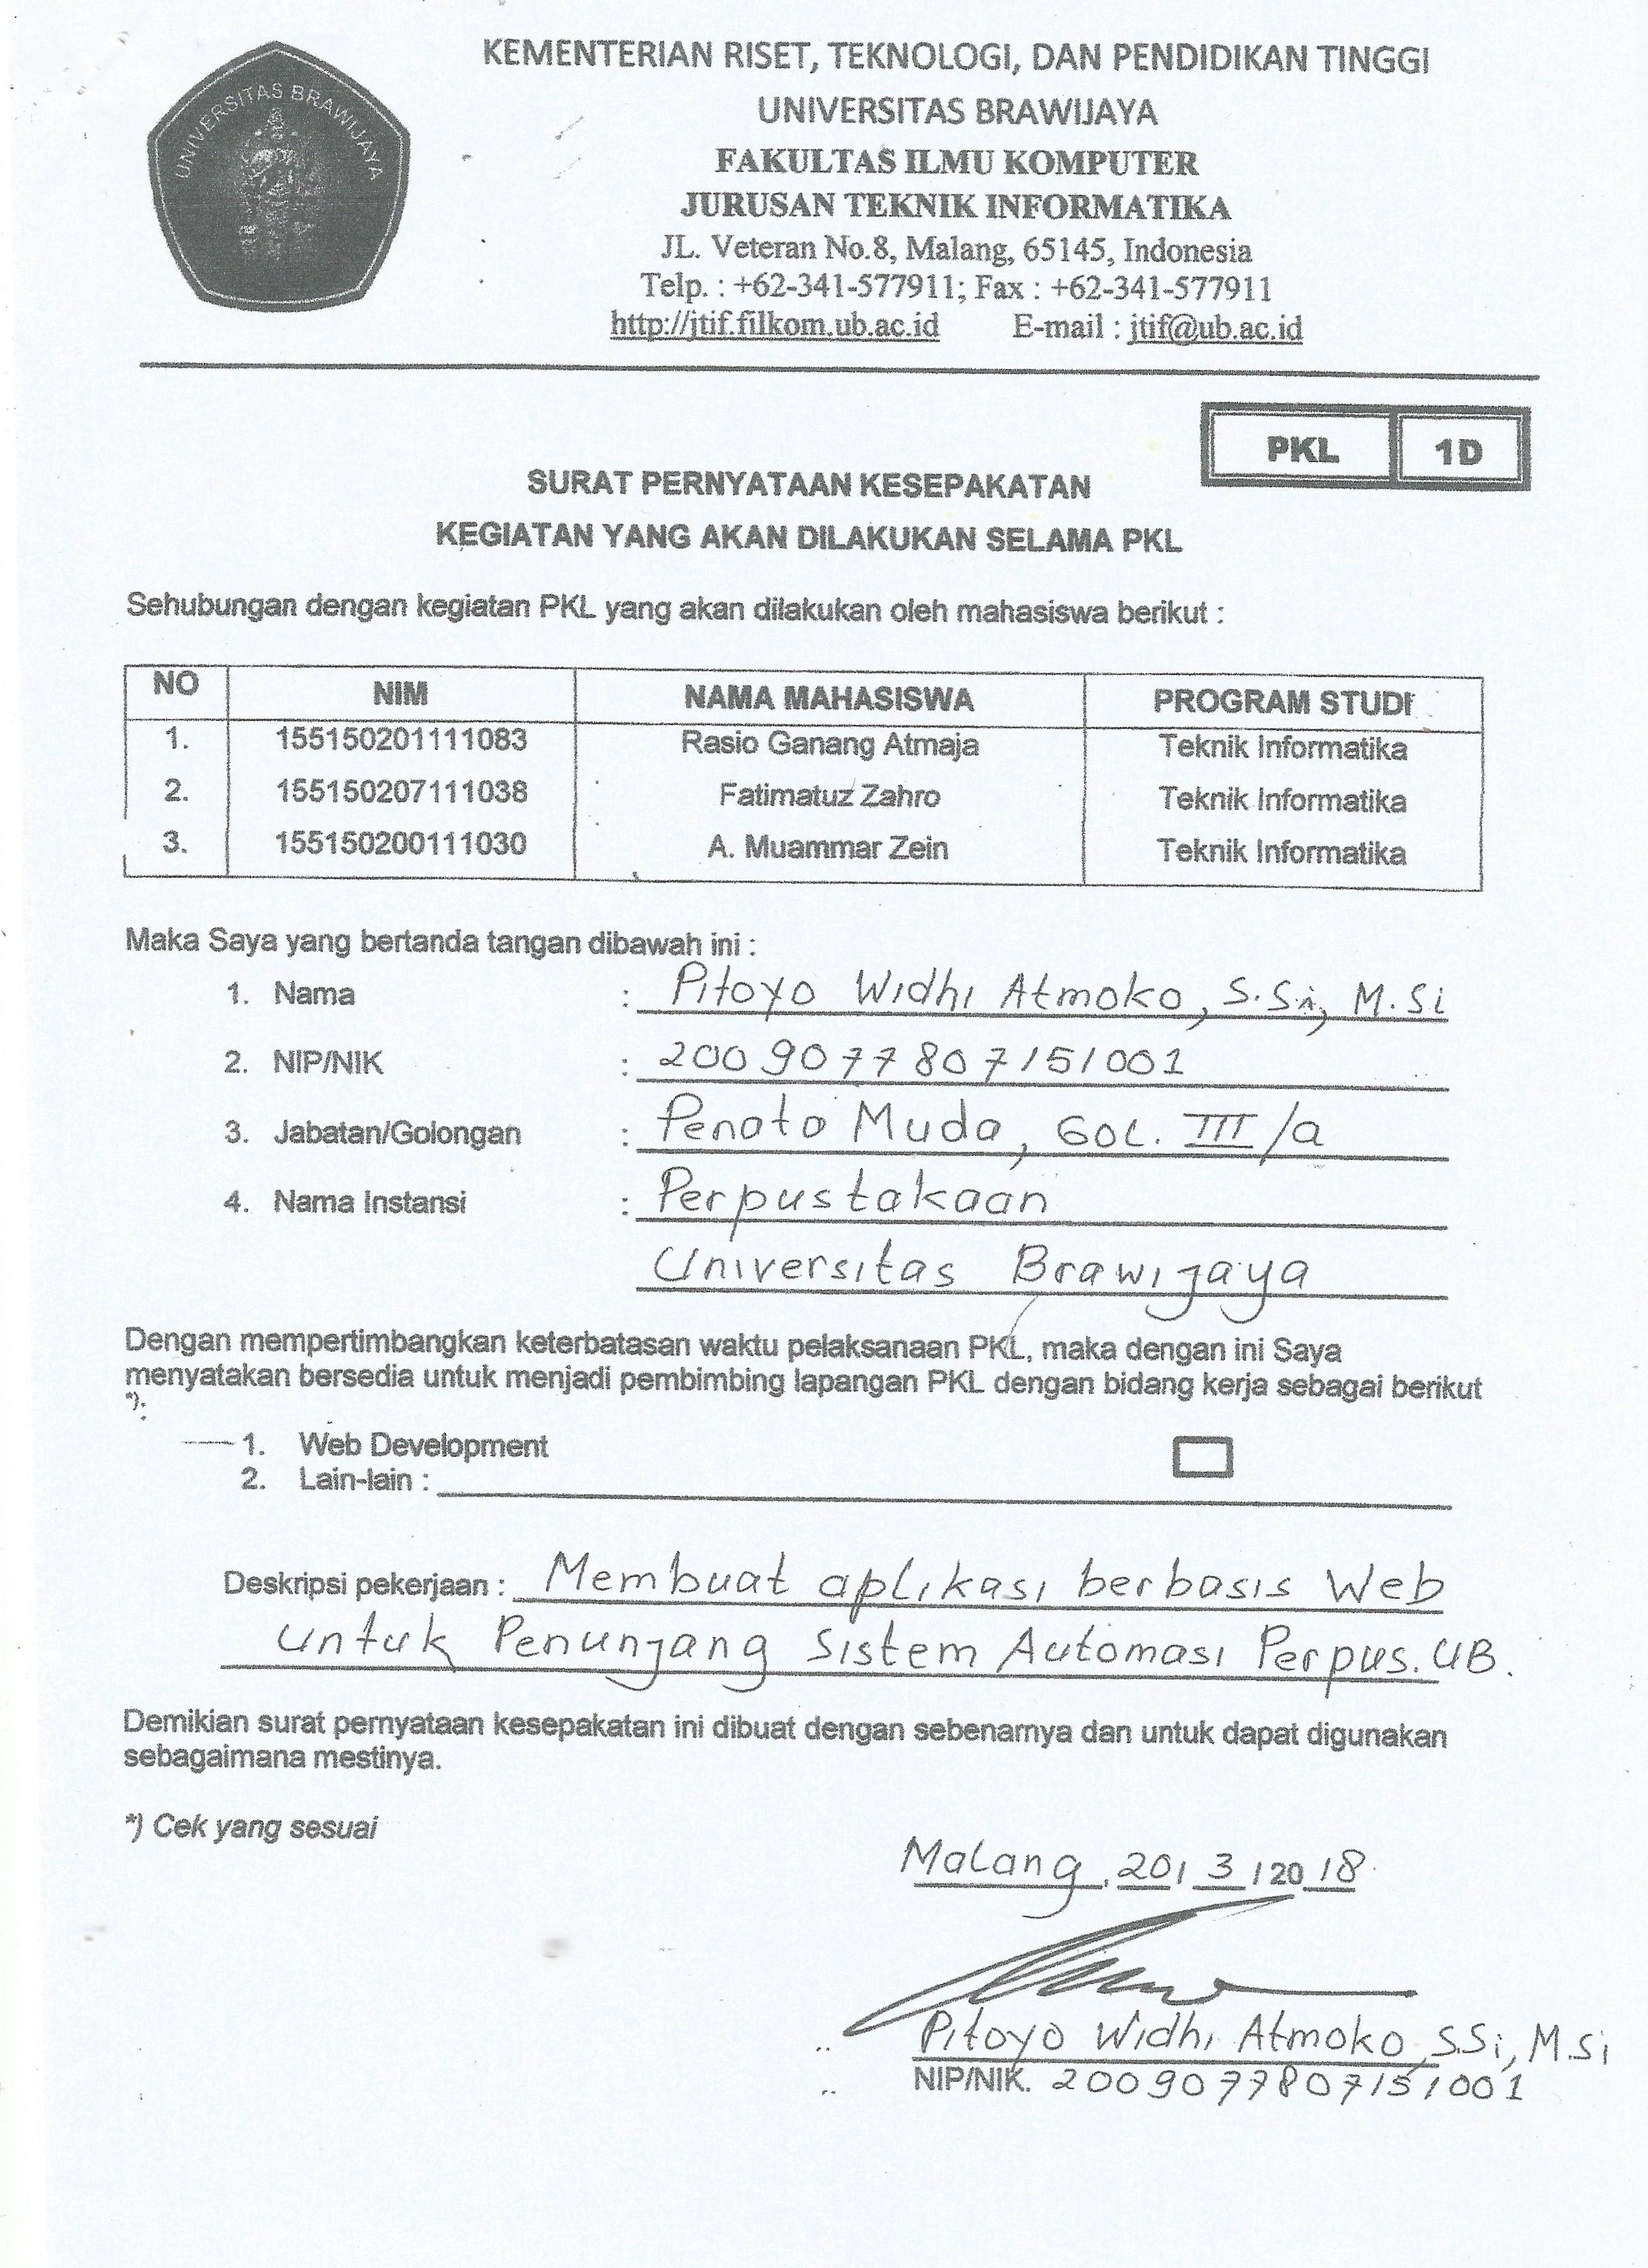 UNIVERSITAS BRAWIJAYA
KEMENTERIAN RISET, TEKNOLOGI, DAN PENDIDIKAN TINGGI
UNIVERSITAS BRAWIJAYA
FAKULTAS ILMU KOMPUTER
JURUSAN TEKNIK INFORMATIKA
JL. Veteran No.8, Malang, 65145, Indonesia
Telp. : +62-341-577911; Fax : +62-341-577911
http://jtif.filkom.ub.ac.id E-mail : jtif@ub.ac.id
PKL 1D
SURAT PERNYATAAN KESEPAKATAN
KEGIATAN YANG AKAN DILAKUKAN SELAMA PKL
Sehubungan dengan kegiatan PKL yang akan dilakukan oleh mahasiswa berikut :
NO NIM NAMA MAHASISWA PROGRAM STUDI
1. 155150201111083 Rasio Ganang Atmaja Teknik Informatika
2. 155150207111038 Fatimatuz Zahro Teknik Informatika
3. 155150200111030 A. Muammar Zein Teknik Informatika
Maka Saya yang bertanda tangan dibawah ini :
1. Nama : Pitoyo Widhi Atmoko, S.Si, M.Si
2. NIP/NIK : 2009077807151001
3. Jabatan/Golongan : Penata Muda, Gol. III/a
4. Nama Instansi : Perpustakaan
Universitas Brawijaya
Dengan mempertimbangkan keterbatasan waktu pelaksanaan PKL, maka dengan ini Saya
menyatakan bersedia untuk menjadi pembimbing lapangan PKL dengan bidang kerja sebagai berikut
*):
1. Web Development
2. Lain-lain :
Deskripsi pekerjaan : Membuat aplikasi berbasis Web
untuk Penunjang Sistem Automasi Perpus. UB.
Demikian surat pernyataan kesepakatan ini dibuat dengan sebenarnya dan untuk dapat digunakan
sebagaimana mestinya.
*) Cek yang sesuai
Malang, 20/3/2018
Pitoyo Widhi Atmoko, S.Si, M.Si
NIP/NIK. 2009077807151001